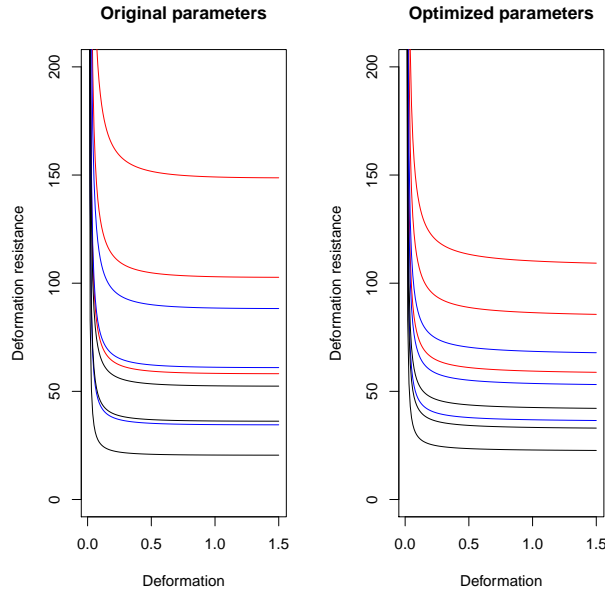 Original parameters
Deformation resistance
200
150
100
50
0
0.0 0.5 1.0 1.5
Deformation
Optimized parameters
Deformation resistance
200
150
100
50
0
0.0 0.5 1.0 1.5
Deformation